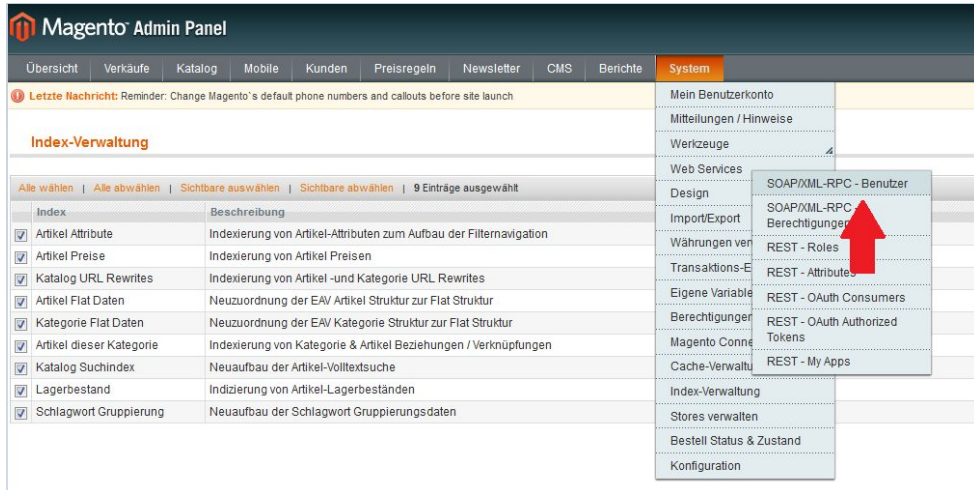 Magento Admin Panel
Übersicht Verkäufe Katalog Mobile Kunden Preisregeln Newsletter CMS Berichte System
Letzte Nachricht: Reminder: Change Magento`s default phone numbers and callouts before site launch
Index-Verwaltung
Alle wählen | Alle abwählen | Sichtbare auswählen | Sichtbare abwählen | 9 Einträge ausgewählt
Index Beschreibung
Artikel Attribute Indexierung von Artikel-Attributen zum Aufbau der Filternavigation
Artikel Preise Indexierung von Artikel Preisen
Katalog URL Rewrites Indexierung von Artikel -und Kategorie URL Rewrites
Artikel Flat Daten Neuzuordnung der EAV Artikel Struktur zur Flat Struktur
Kategorie Flat Daten Neuzuordnung der EAV Kategorie Struktur zur Flat Struktur
Artikel dieser Kategorie Indexierung von Kategorie & Artikel Beziehungen / Verknüpfungen
Katalog Suchindex Neuaufbau der Artikel-Volltextsuche
Lagerbestand Indizierung von Artikel-Lagerbeständen
Schlagwort Gruppierung Neuaufbau der Schlagwort Gruppierungsdaten
Mein Benutzerkonto
Mitteilungen / Hinweise
Werkzeuge
Web Services
Design
Import/Export
Währungen
Transaktions-E
Eigene Variable
Berechtigungen
Magento Conne
Cache-Verwaltu
Index-Verwaltung
Stores verwalten
Bestell Status & Zustand
Konfiguration
SOAP/XML-RPC - Benutzer
SOAP/XML-RPC -
Berechtigungen
REST - Roles
REST - Attributes
REST - OAuth Consumers
REST - OAuth Authorized
Tokens
REST - My Apps